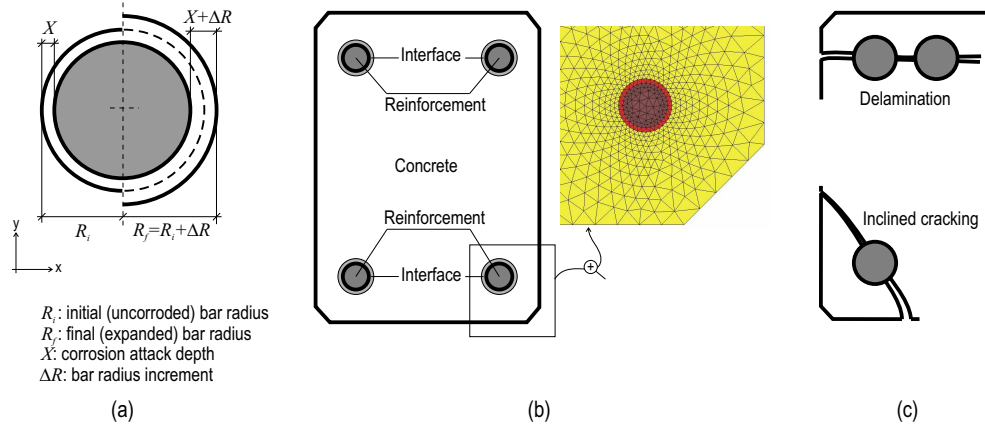 X
X+ΔR
R_i
R_f=R_i+ΔR
y
x
R_i: initial (uncorroded) bar radius
R_f: final (expanded) bar radius
X: corrosion attack depth
ΔR: bar radius increment
(a)
Interface
Reinforcement
Concrete
Reinforcement
Interface
+
(b)
Delamination
Inclined cracking
(c)